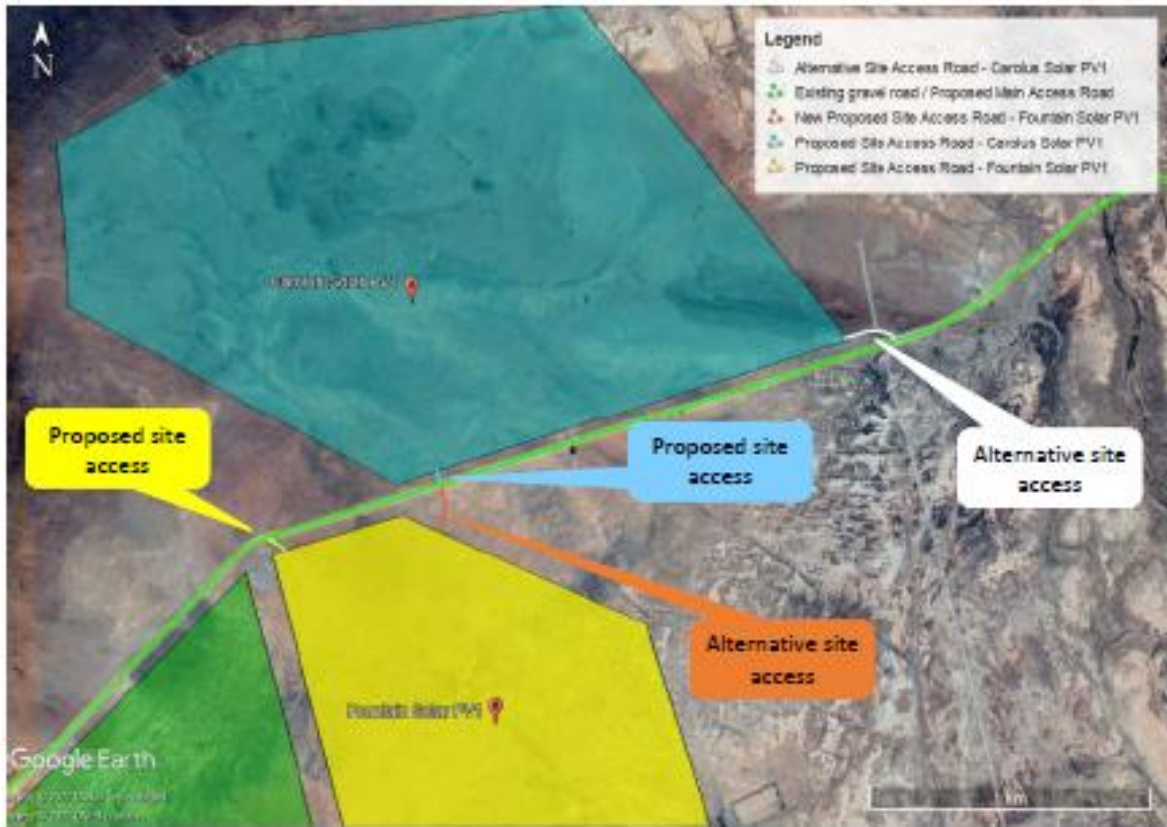 N
Legend
Alternative Site Access Road - Carolus Solar PV1
Existing gravel road / Proposed Main Access Road
New Proposed Site Access Road - Fountain Solar PV1
Proposed Site Access Road - Carolus Solar PV1
Proposed Site Access Road - Fountain Solar PV1
Proposed site
access
Proposed site
access
Alternative site
access
Alternative site
access
Fountain Solar PV1
Google Earth
km